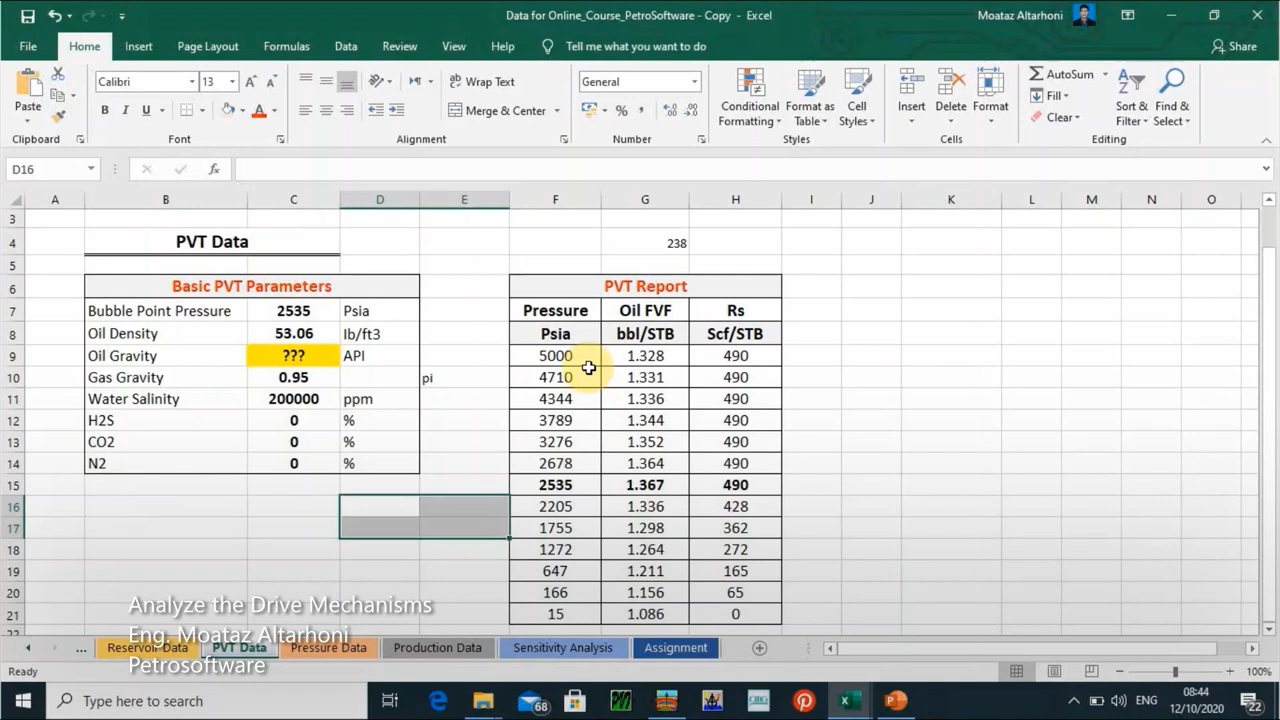 Data for Online_Course_PetroSoftware - Copy - Excel
Moataz Altarhoni
File Home Insert Page Layout Formulas Data Review View Help Tell me what you want to do Share
Paste
Calibri 13
B I U
Wrap Text
Merge & Center
General
Conditional Formatting
Format as Table
Cell Styles
Insert Delete Format
AutoSum
Fill
Clear
Sort & Filter
Find & Select
Clipboard Font Alignment Number Styles Cells Editing
D16 fx
A B C D E F G H I J K L M N O
3
4 PVT Data 238
5
6 Basic PVT Parameters PVT Report
7 Bubble Point Pressure 2535 Psia Pressure Oil FVF Rs
8 Oil Density 53.06 lb/ft3 Psia bbl/STB Scf/STB
9 Oil Gravity ??? API 5000 1.328 490
10 Gas Gravity 0.95 pi 4710 1.331 490
11 Water Salinity 200000 ppm 4344 1.336 490
12 H2S 0 % 3789 1.344 490
13 CO2 0 % 3276 1.352 490
14 N2 0 % 2678 1.364 490
15 2535 1.367 490
16 2205 1.336 428
17 1755 1.298 362
18 1272 1.264 272
19 647 1.211 165
20 166 1.156 65
21 15 1.086 0
22
Analyze the Drive Mechanisms
Eng. Moataz Altarhoni
Petrosoftware
... Reservoir Data PVT Data Pressure Data Production Data Sensitivity Analysis Assignment
Ready 100%
Type here to search
68
ENG
08:44
12/10/2020
22